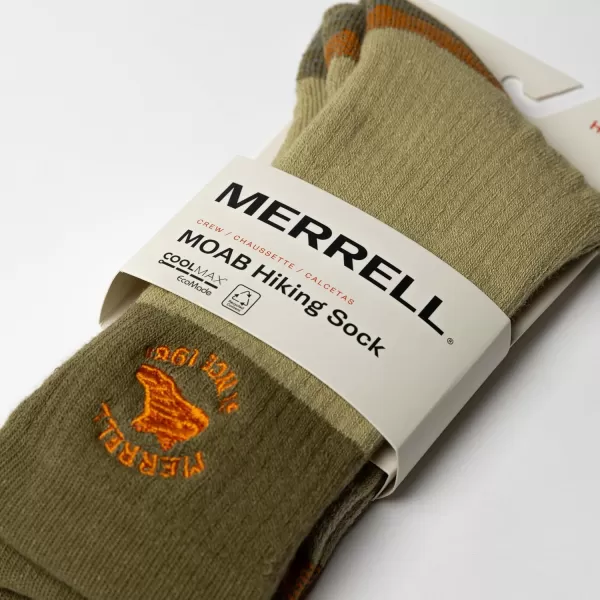 MERRELL®
CREW / CHAUSSETTE / CALCETAS
MOAB Hiking Sock
COOLMAX
EcoMade
SINCE 1981
MERRELL